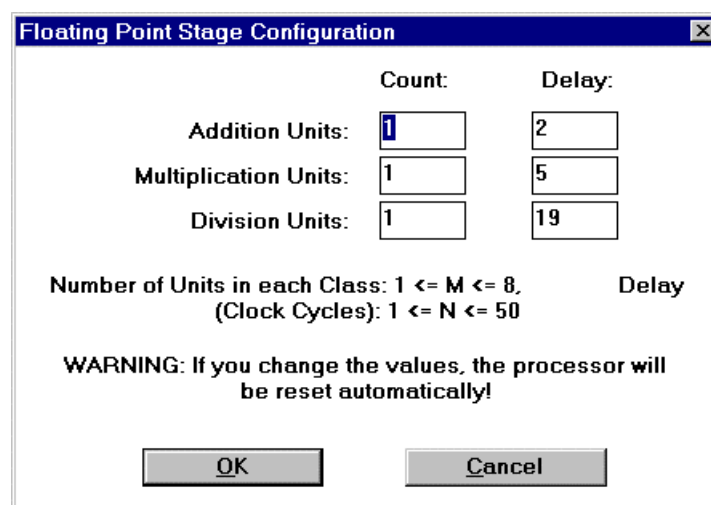 Floating Point Stage Configuration
Count: Delay:
Addition Units: 1 2
Multiplication Units: 1 5
Division Units: 1 19
Number of Units in each Class: 1 <= M <= 8, Delay
(Clock Cycles): 1 <= N <= 50
WARNING: If you change the values, the processor will
be reset automatically!
OK Cancel